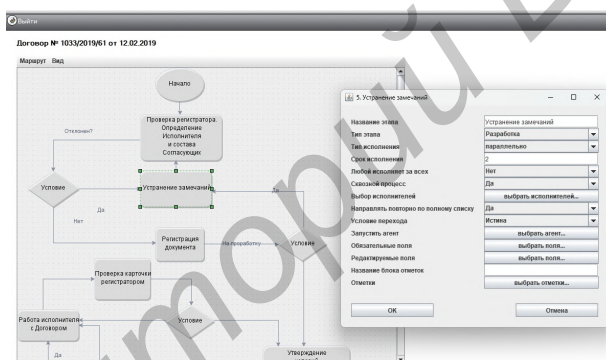 Выйти
Договор № 1033/2019/61 от 12.02.2019
Маршрут Вид
Начало
Проверка регистратора.
Определение
Исполнителя
и состава
Согласующих
Отклонен?
Условие
Устранение замечаний
Да
Да
Нет
Регистрация
документа
На проработку
Условие
Проверка карточки
регистратором
Работа исполнителя
с Договором
Условие
Да
Утверждение
5. Устранение замечаний
Название этапа Устранение замечаний
Тип этапа Разработка
Тип исполнения параллельно
Срок исполнения 2
Любой исполняет за всех Нет
Сквозной процесс Да
Выбор исполнителей выбрать исполнителей...
Направлять повторно по полному списку Да
Условие перехода Истина
Запустить агент выбрать агент...
Обязательные поля выбрать поля...
Редактируемые поля выбрать поля...
Название блока отметок
Отметки выбрать отметки...
OK Отмена